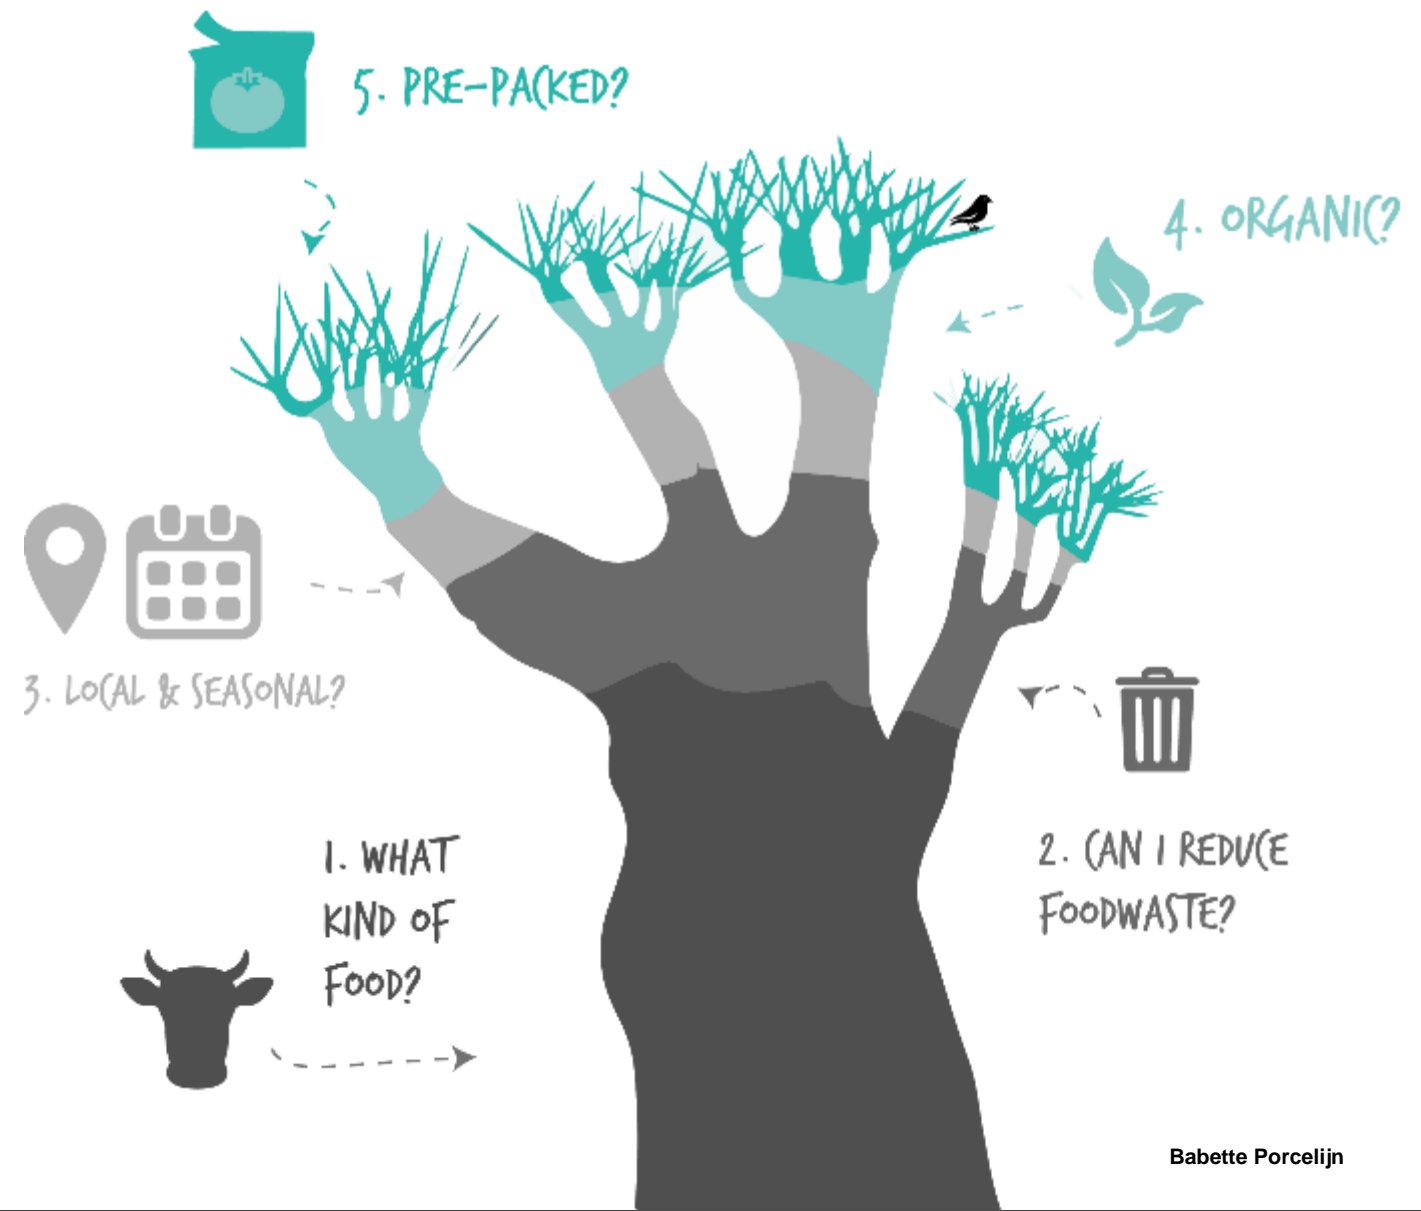 5. PRE-PACKED?
4. ORGANIC?
3. LOCAL & SEASONAL?
1. WHAT
KIND OF
FOOD?
2. CAN I REDUCE
FOODWASTE?
Babette Porcelijn